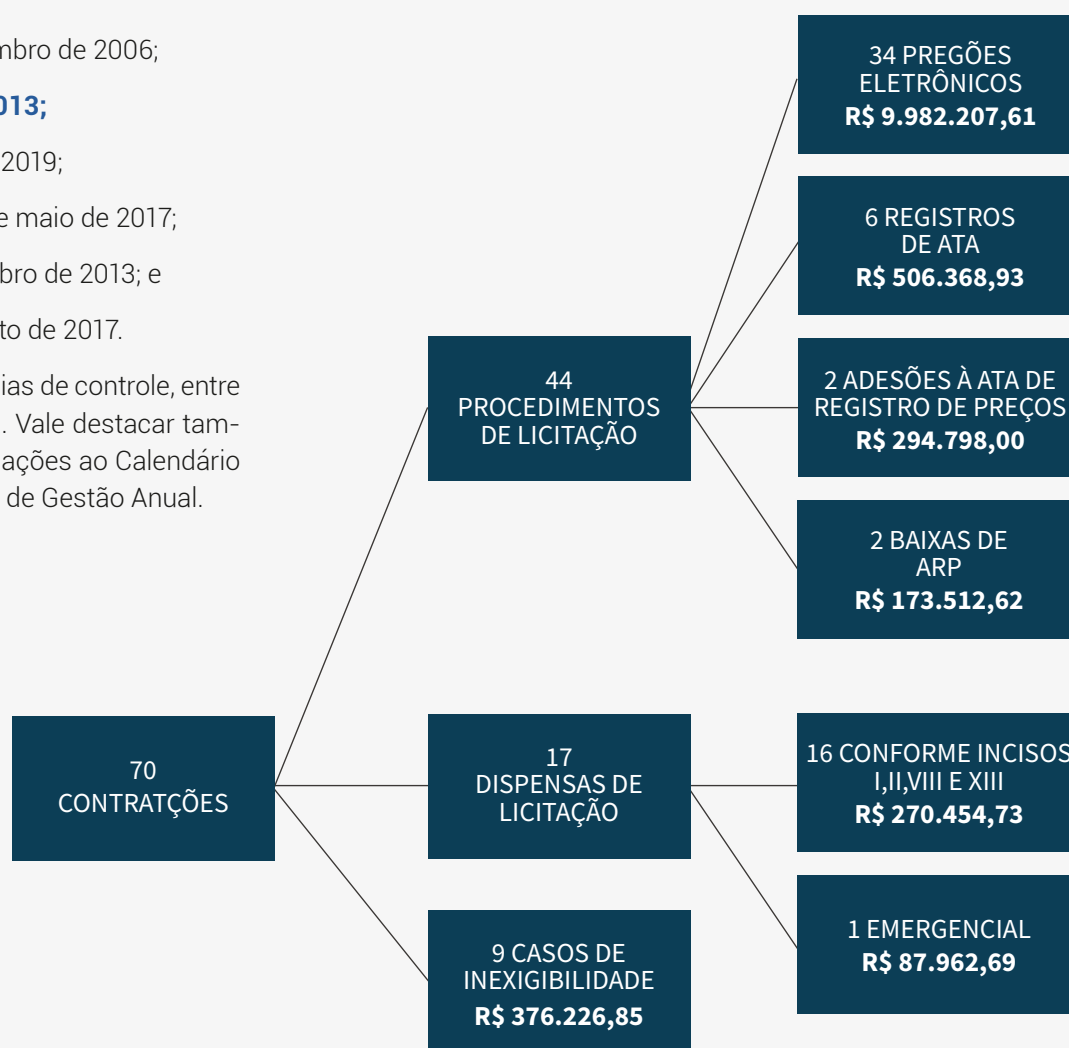 mbro de 2006;
013;
2019;
e maio de 2017;
bro de 2013; e
to de 2017.
ias de controle, entre
. Vale destacar tam-
ações ao Calendário
de Gestão Anual.
70
CONTRATÇÕES
44
PROCEDIMENTOS
DE LICITAÇÃO
34 PREGÕES
ELETRÔNICOS
R$ 9.982.207,61
6 REGISTROS
DE ATA
R$ 506.368,93
2 ADESÕES À ATA DE
REGISTRO DE PREÇOS
R$ 294.798,00
2 BAIXAS DE
ARP
R$ 173.512,62
17
DISPENSAS DE
LICITAÇÃO
16 CONFORME INCISOS
I,II,VIII E XIII
R$ 270.454,73
1 EMERGENCIAL
R$ 87.962,69
9 CASOS DE
INEXIGIBILIDADE
R$ 376.226,85